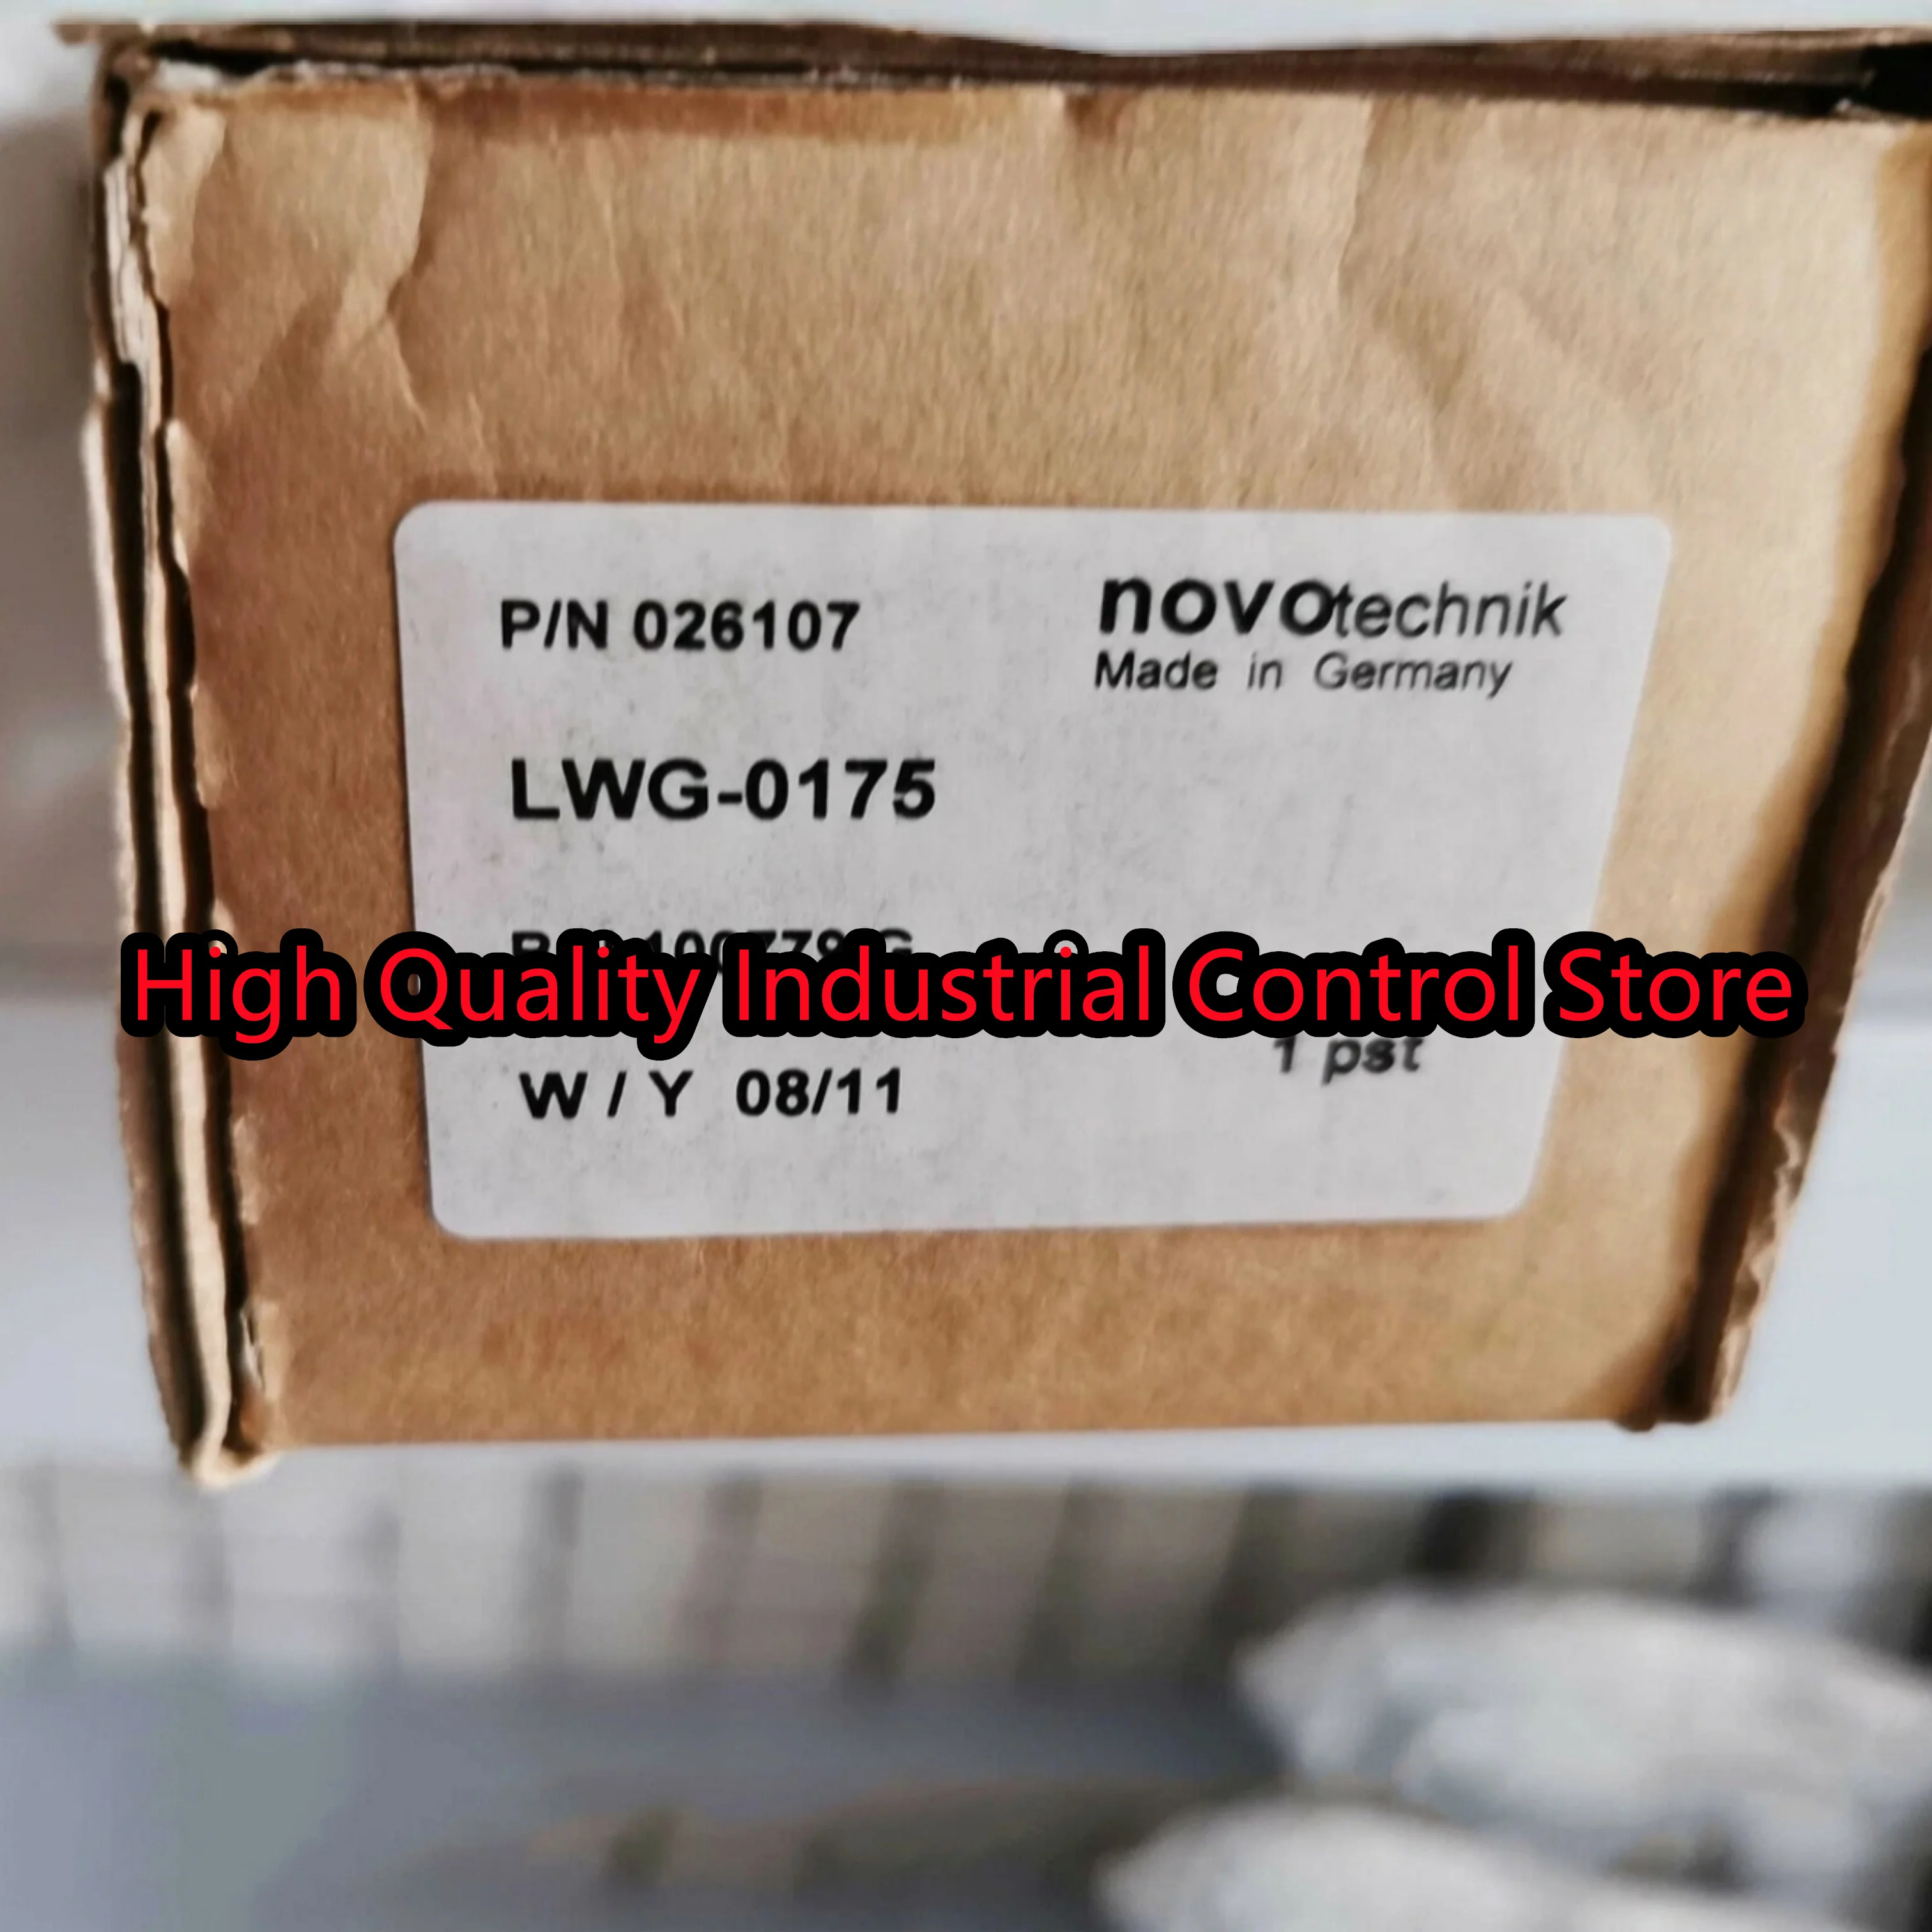 P/N 026107
novotechnik
Made in Germany
LWG-0175
High Quality Industrial Control Store
1 pst
W / Y 08/11